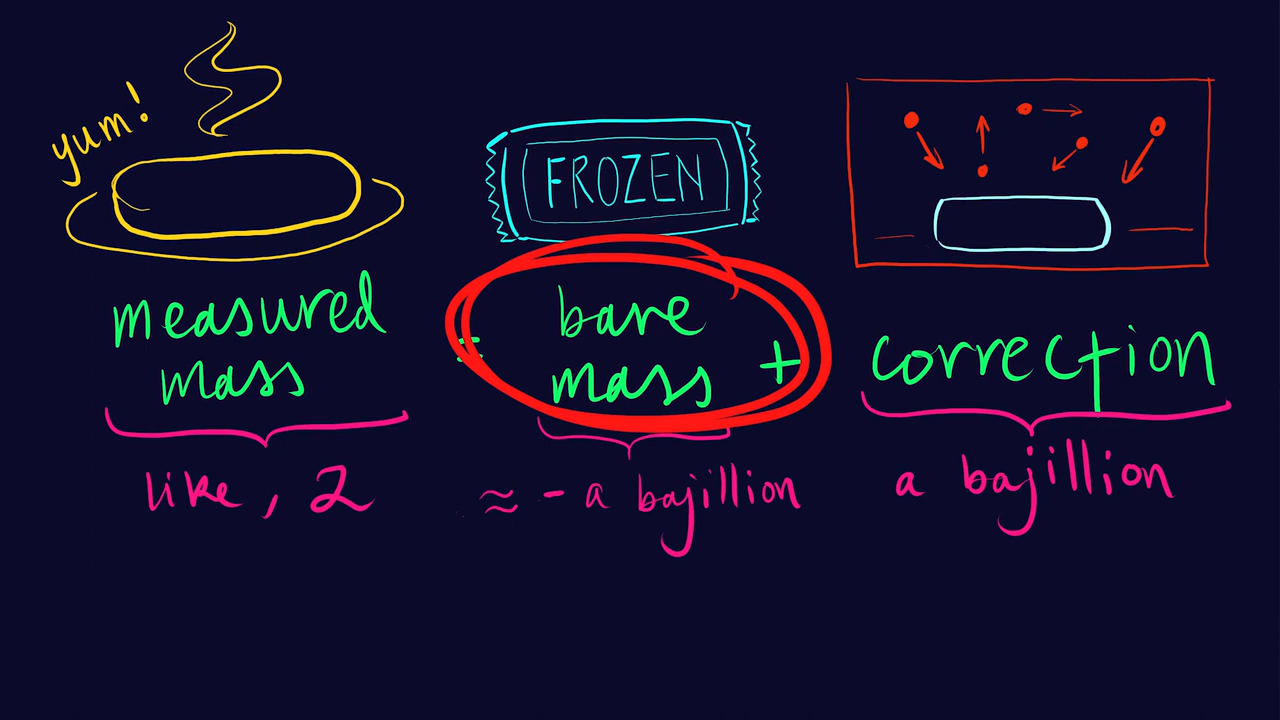 yum!
FROZEN
measured
mass
=
bare
mass
+
correction
like, 2
≈ - a bajillion
a bajillion